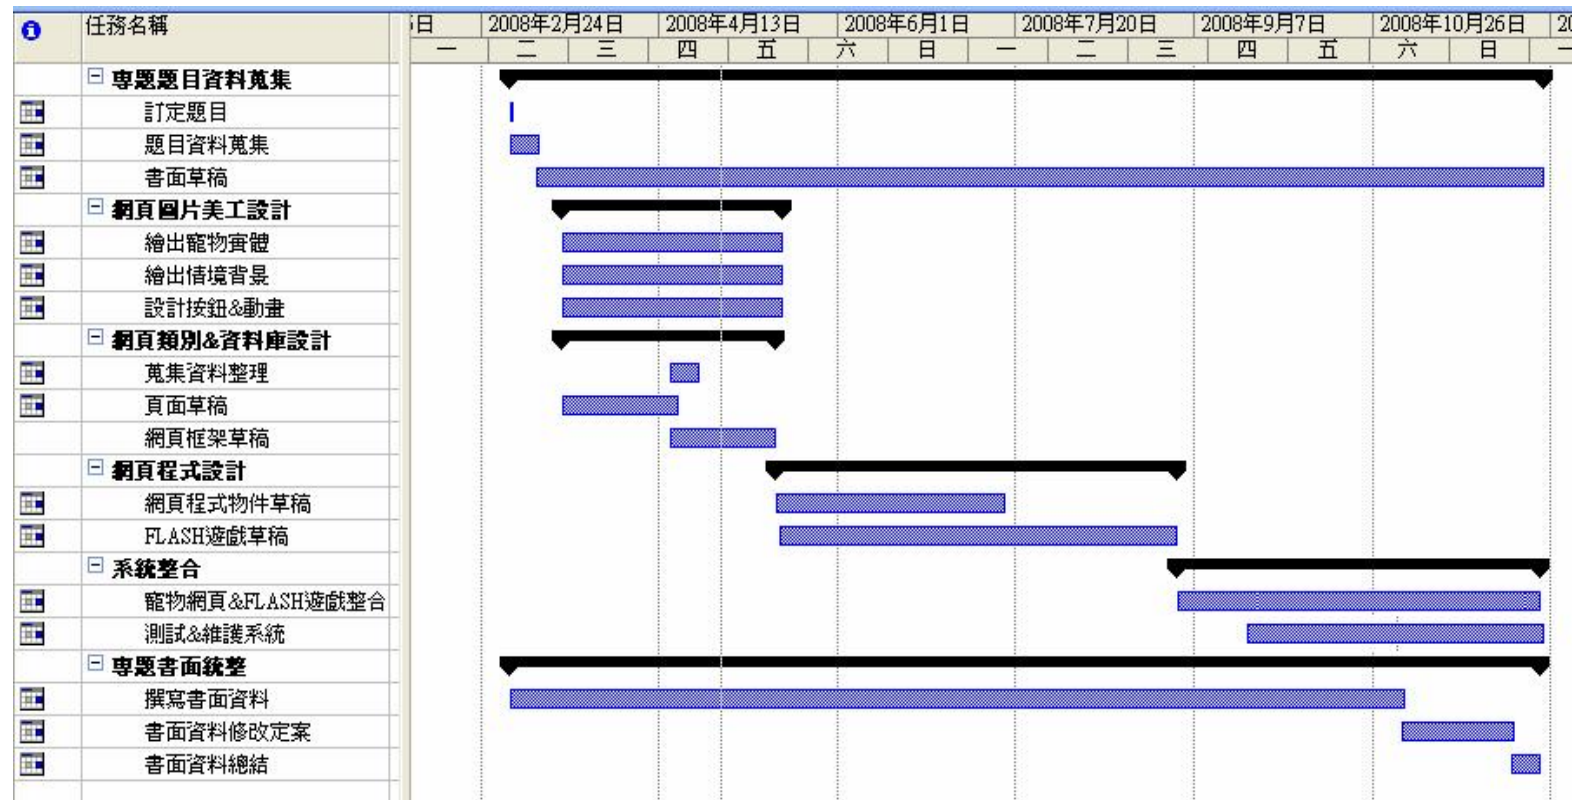 任務名稱
日 2008年2月24日 2008年4月13日 2008年6月1日 2008年7月20日 2008年9月7日 2008年10月26日 20
一 二 三 四 五 六 日 一 二 三 四 五 六 日 一
專題題目資料蒐集
訂定題目
題目資料蒐集
書面草稿
網頁圖片美工設計
繪出寵物實體
繪出情境背景
設計按鈕&動畫
網頁類別&資料庫設計
蒐集資料整理
頁面草稿
網頁框架草稿
網頁程式設計
網頁程式物件草稿
FLASH遊戲草稿
系統整合
寵物網頁&FLASH遊戲整合
測試&維護系統
專題書面統整
撰寫書面資料
書面資料修改定案
書面資料總結